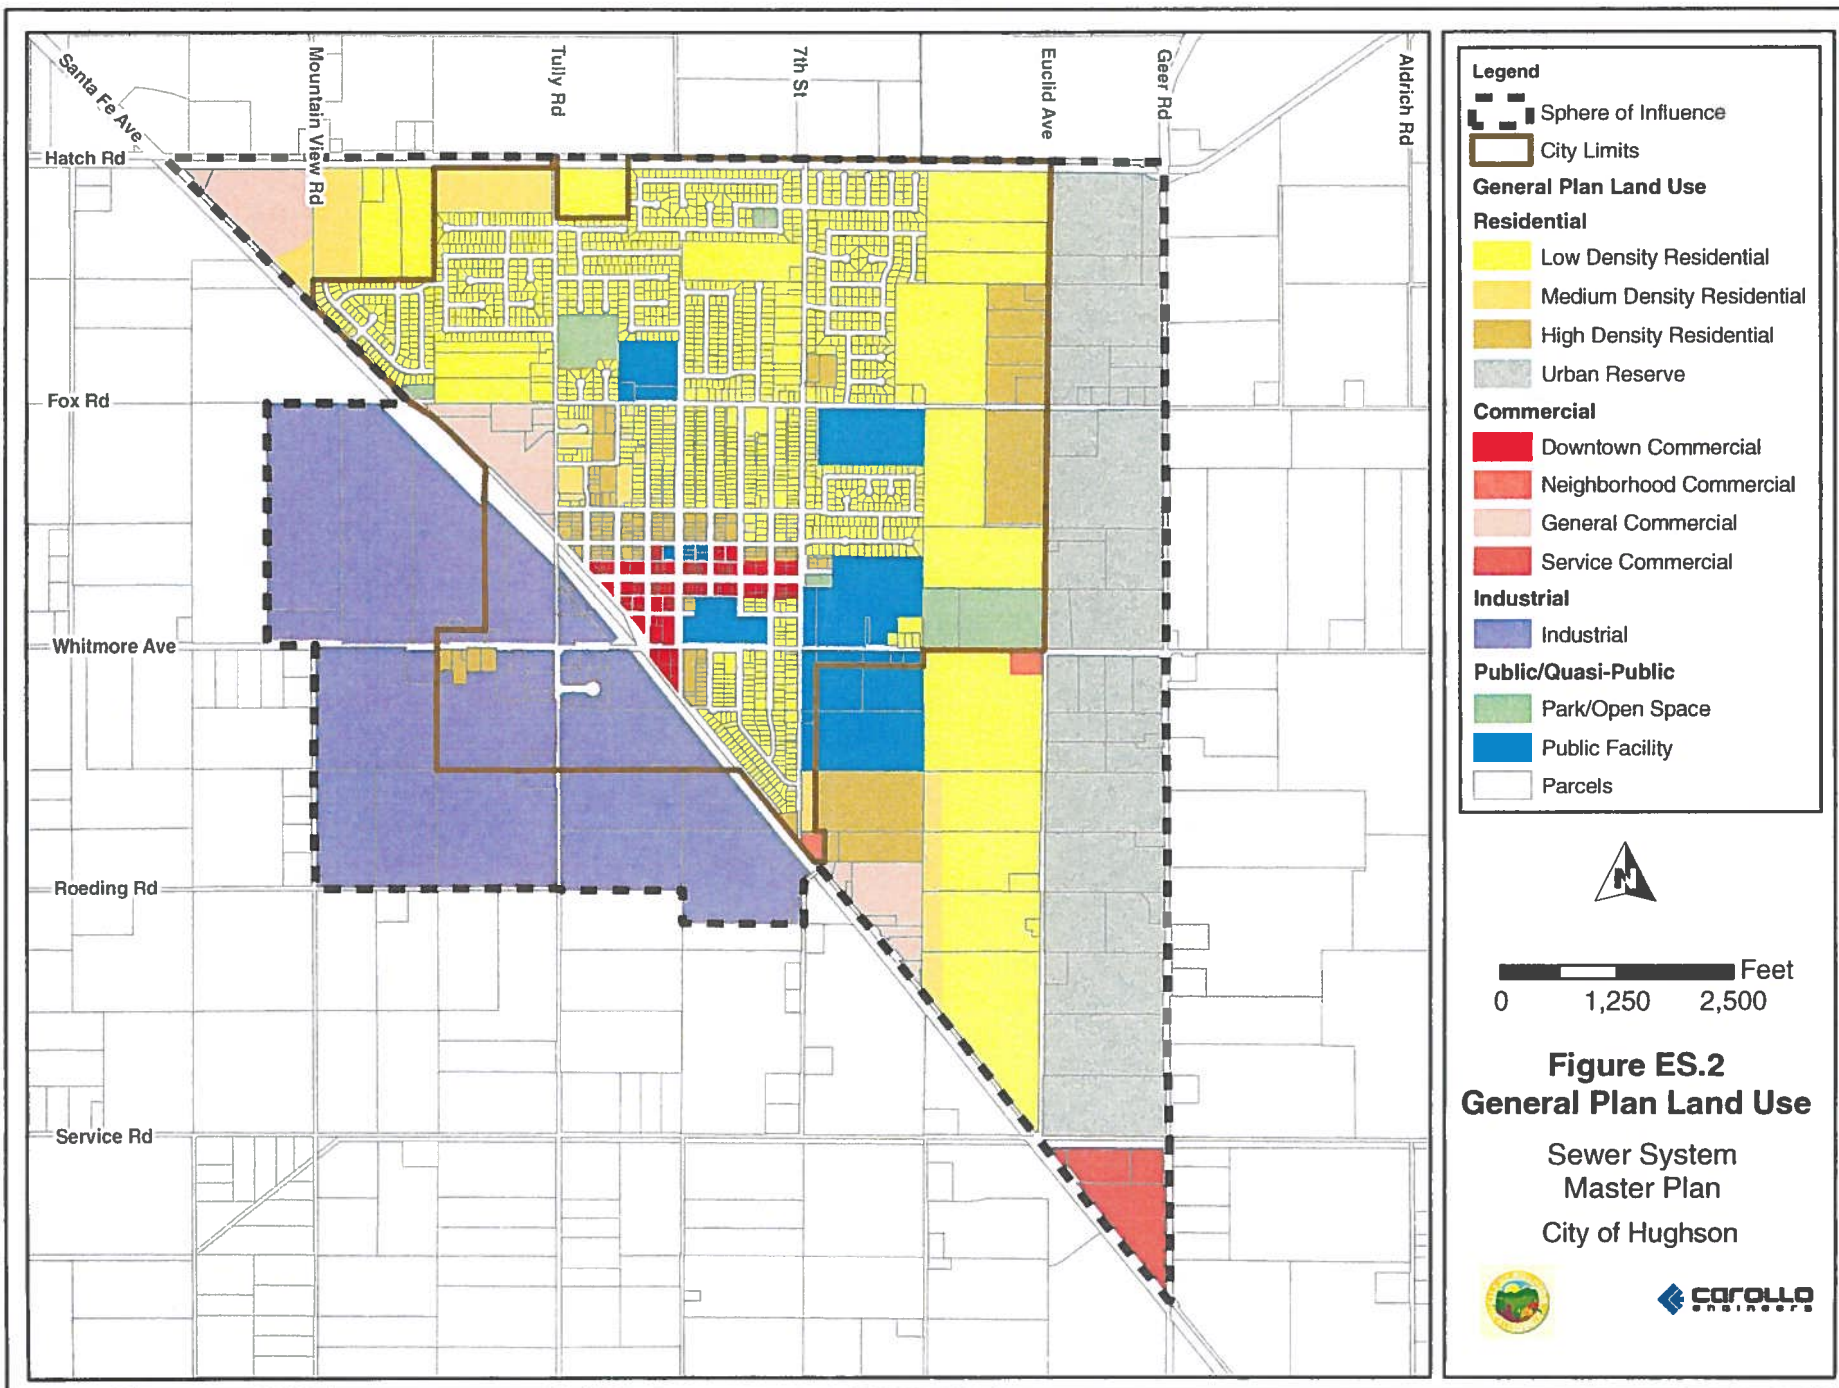 Santa Fe Ave
Mountain View Rd
Tully Rd
7th St
Euclid Ave
Geer Rd
Aldrich Rd
Hatch Rd
Fox Rd
Whitmore Ave
Roeding Rd
Service Rd
Legend
Sphere of Influence
City Limits
General Plan Land Use
Residential
Low Density Residential
Medium Density Residential
High Density Residential
Urban Reserve
Commercial
Downtown Commercial
Neighborhood Commercial
General Commercial
Service Commercial
Industrial
Industrial
Public/Quasi-Public
Park/Open Space
Public Facility
Parcels
N
Feet
0 1,250 2,500
Figure ES.2
General Plan Land Use
Sewer System
Master Plan
City of Hughson
carollo
engineers